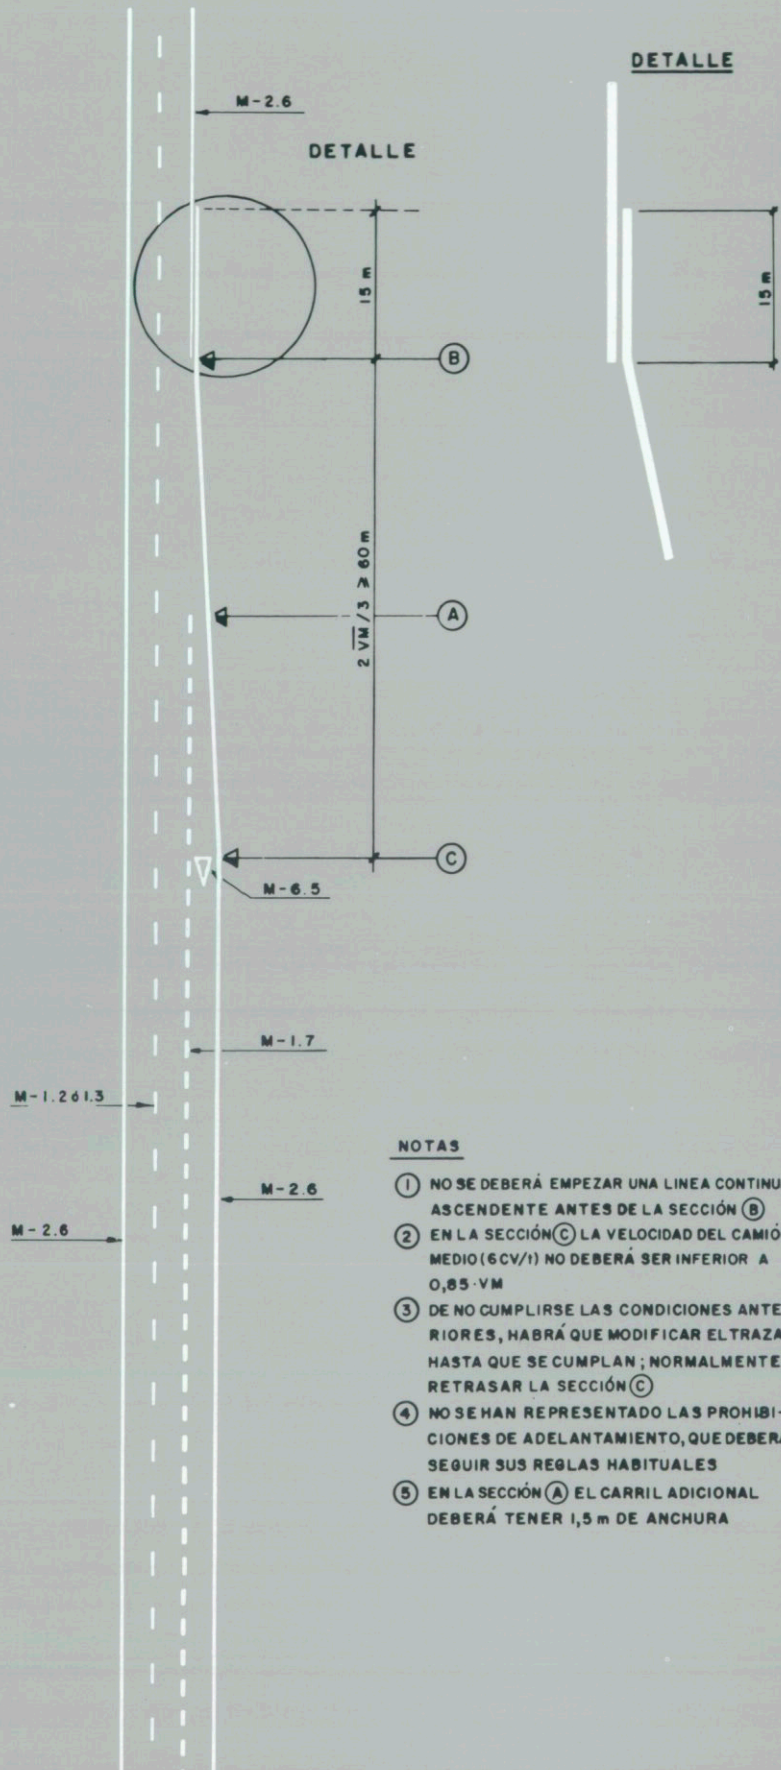 DETALLE
M-2.6
DETALLE
15 m
15 m
B
2 VM/3 ≥ 60 m
A
C
M-6.5
M-1.7
M-1.2 ó 1.3
M-2.6
M-2.6
NOTAS
1 NO SE DEBERÁ EMPEZAR UNA LINEA CONTINU
ASCENDENTE ANTES DE LA SECCIÓN B
2 EN LA SECCIÓN C LA VELOCIDAD DEL CAMIÓ
MEDIO (6 CV/t) NO DEBERÁ SER INFERIOR A
0,85·VM
3 DE NO CUMPLIRSE LAS CONDICIONES ANTE
RIORES, HABRÁ QUE MODIFICAR EL TRAZA
HASTA QUE SE CUMPLAN; NORMALMENTE
RETRASAR LA SECCIÓN C
4 NO SE HAN REPRESENTADO LAS PROHIBI-
CIONES DE ADELANTAMIENTO, QUE DEBERÁ
SEGUIR SUS REGLAS HABITUALES
5 EN LA SECCIÓN A EL CARRIL ADICIONAL
DEBERÁ TENER 1,5 m DE ANCHURA